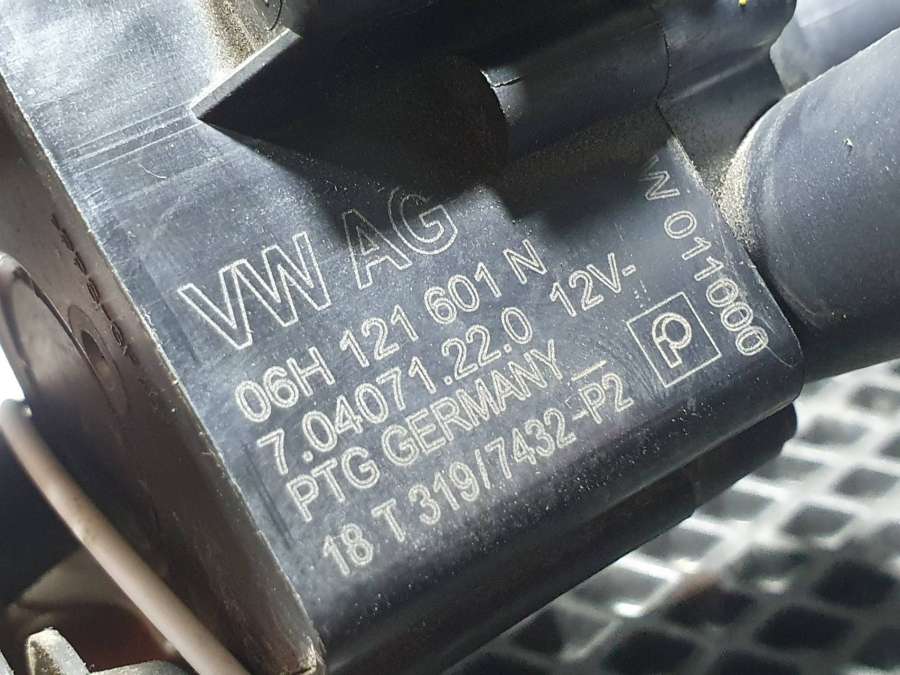 VW AG
06H 121 601 N
7.04071.22.0 12V-
PTG GERMANY
18 T 319/7432-P2
W 011000